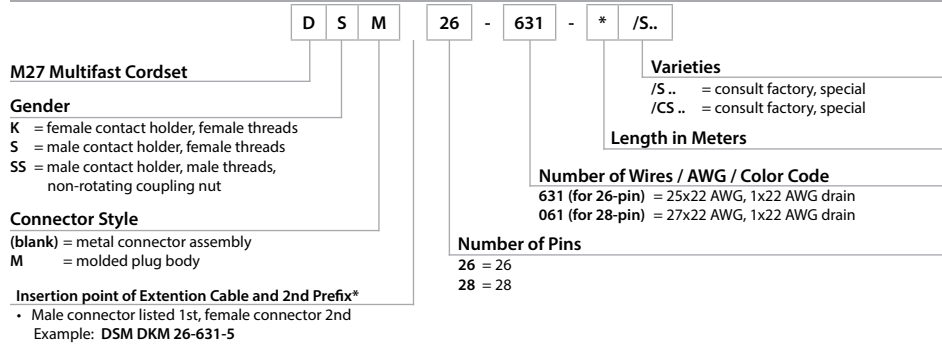 D S M 26 - 631 - * /S..
M27 Multifast Cordset
Gender
K = female contact holder, female threads
S = male contact holder, female threads
SS = male contact holder, male threads,
non-rotating coupling nut
Connector Style
(blank) = metal connector assembly
M = molded plug body
Insertion point of Extention Cable and 2nd Prefix*
• Male connector listed 1st, female connector 2nd
Example: DSM DKM 26-631-5
Varieties
/S .. = consult factory, special
/CS .. = consult factory, special
Length in Meters
Number of Wires / AWG / Color Code
631 (for 26-pin) = 25x22 AWG, 1x22 AWG drain
061 (for 28-pin) = 27x22 AWG, 1x22 AWG drain
Number of Pins
26 = 26
28 = 28